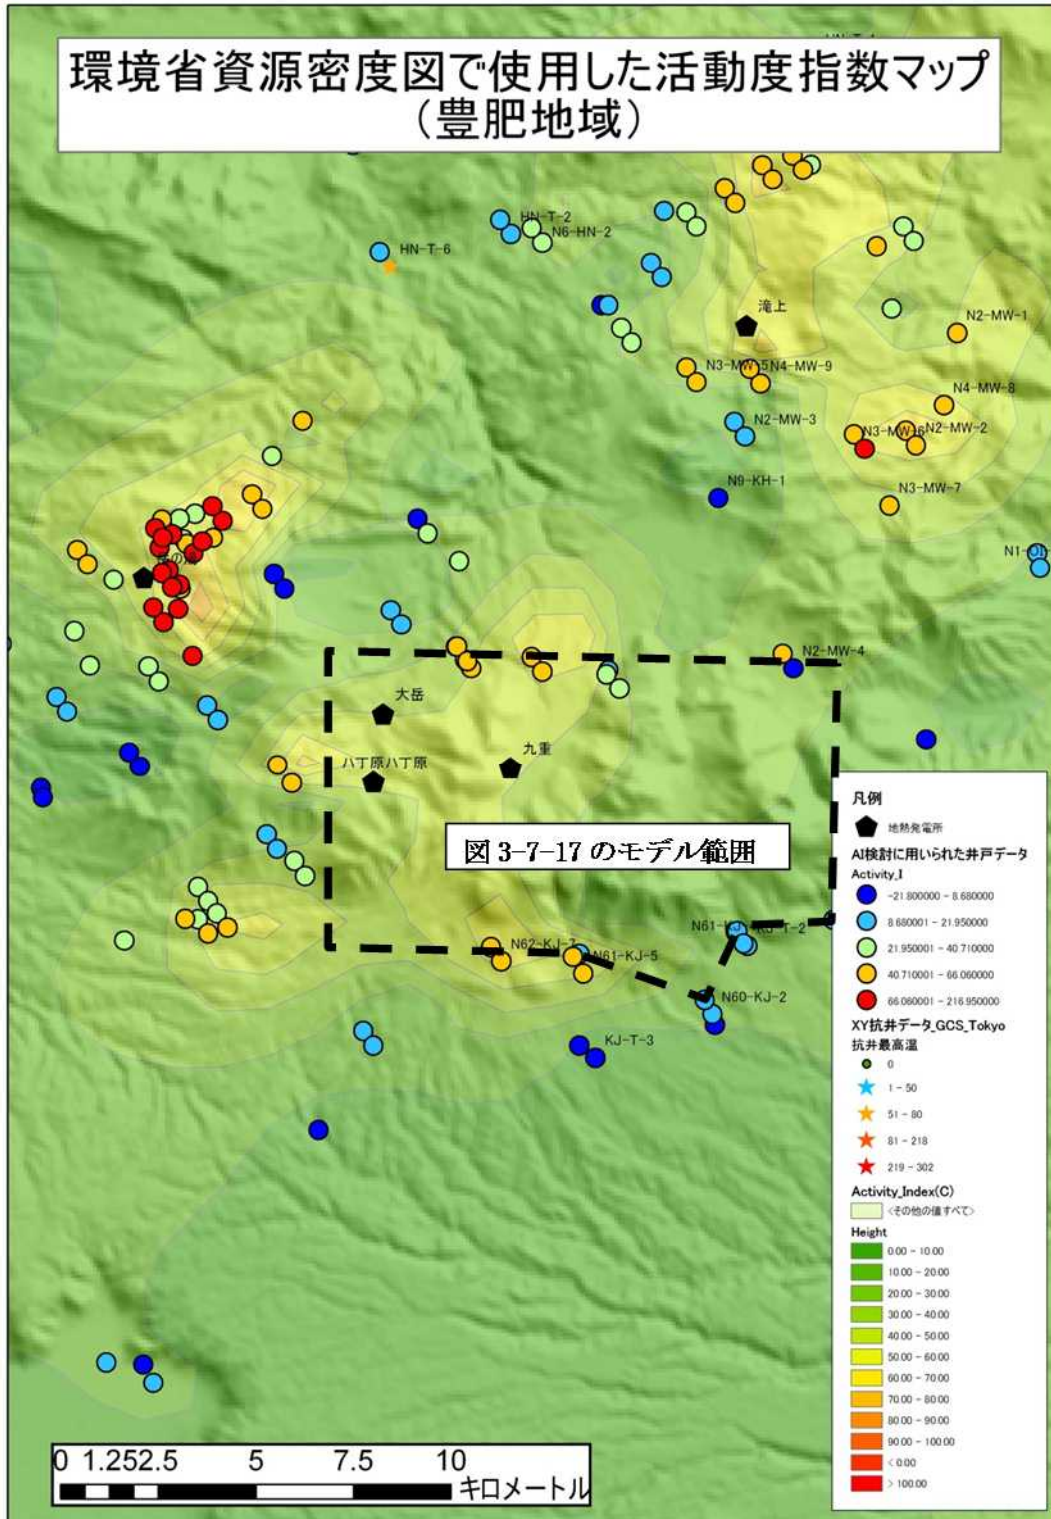 環境省資源密度図で使用した活動度指数マップ
(豊肥地域)
HN-T-2
N6-HN-2
HN-T-6
滝上
N2-MW-1
N3-MW-5
N4-MW-9
N4-MW-8
N2-MW-3
N3-MW-6
N2-MW-2
N9-KH-1
N3-MW-7
N2-MW-4
大岳
八丁原八丁原
九重
図 3-7-17 のモデル範囲
N62-KJ-7
N61-KJ-5
N60-KJ-2
KJ-T-3
凡例
地熱発電所
AI検討に用いられた井戸データ
Activity_I
-21.800000 - 8.680000
8.680001 - 21.950000
21.950001 - 40.710000
40.710001 - 66.060000
66.060001 - 216.950000
XY抗井データ_GCS_Tokyo
抗井最高温
0
1 - 50
51 - 80
81 - 218
219 - 302
Activity_Index(C)
<その他の値すべて>
Height
0.00 - 10.00
10.00 - 20.00
20.00 - 30.00
30.00 - 40.00
40.00 - 50.00
50.00 - 60.00
60.00 - 70.00
70.00 - 80.00
80.00 - 90.00
90.00 - 100.00
< 0.00
> 100.00
0 1.25 2.5 5 7.5 10
キロメートル